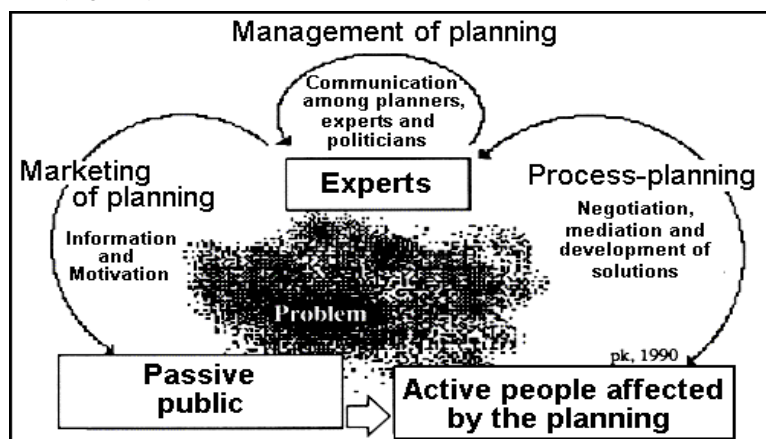 Management of planning
Communication
among planners,
experts and
politicians
Experts
Marketing
of planning
Information
and
Motivation
Process-planning
Negotiation,
mediation and
development of
solutions
Problem
pk, 1990
Passive
public
Active people affected
by the planning